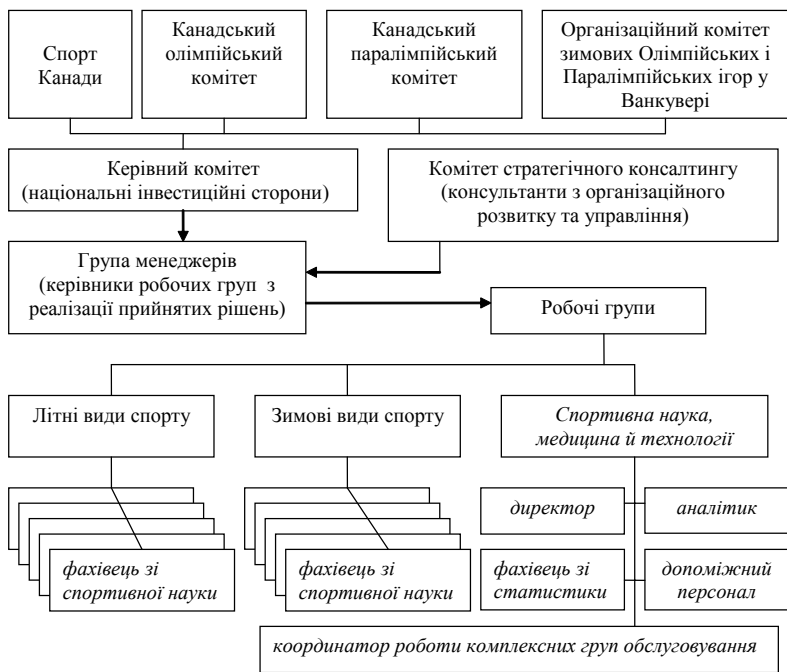 Спорт
Канади
Канадський
олімпійський
комітет
Канадський
паралімпійський
комітет
Організаційний комітет
зимових Олімпійських і
Паралімпійських ігор у
Ванкувері
Керівний комітет
(національні інвестиційні сторони)
Комітет стратегічного консалтингу
(консультанти з організаційного
розвитку та управління)
Група менеджерів
(керівники робочих груп з
реалізації прийнятих рішень)
Робочі групи
Літні види спорту
Зимові види спорту
Спортивна наука,
медицина й технології
фахівець зі
спортивної науки
фахівець зі
спортивної науки
директор
аналітик
фахівець зі
статистики
допоміжний
персонал
координатор роботи комплексних груп обслуговування